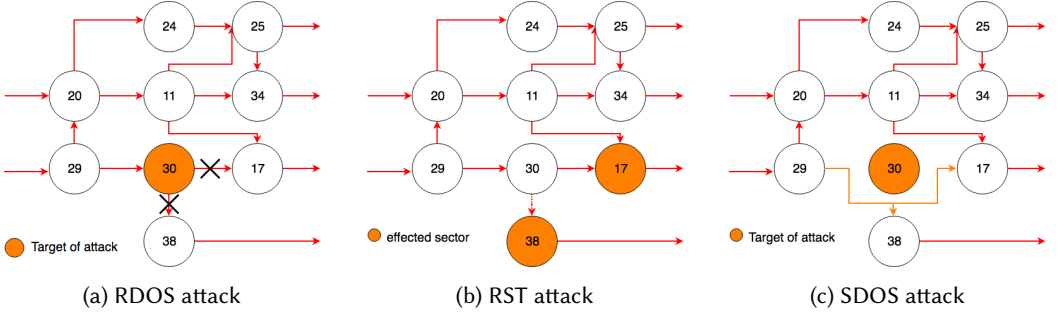 24 25
20 11 34
29 30 17
38
Target of attack
(a) RDOS attack
24 25
20 11 34
29 30 17
38
effected sector
(b) RST attack
24 25
20 11 34
29 30 17
38
Target of attack
(c) SDOS attack